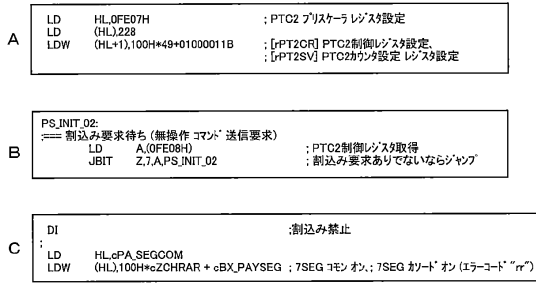 A
LD HL,0FE07H ; PTC2 プリスケーラ レジスタ設定
LD (HL),228
LDW (HL+1),100H*49+01000011B ; [rPT2CR] PTC2制御レジスタ設定、
; [rPT2SV] PTC2カウンタ設定 レジスタ設定
B
PS_INIT_02:
;=== 割込み要求待ち (無操作 コマンド 送信要求)
LD A,(0FE08H) ; PTC2制御レジスタ取得
JBIT Z,7,A,PS_INIT_02 ; 割込み要求ありでないならジャンプ
C
DI ;割込み禁止
;
LD HL,cPA_SEGCOM
LDW (HL),100H*cZCHRAR + cBX_PAYSEG ; 7SEG コモン オン、; 7SEG カソード オン (エラーコード "rr")